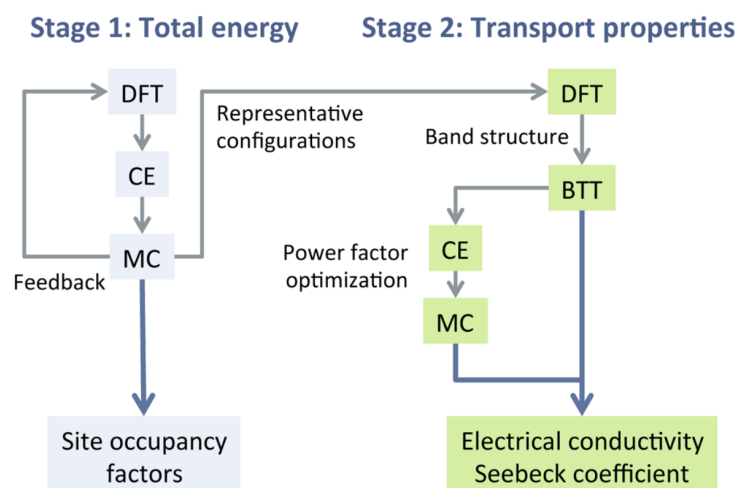 Stage 1: Total energy
Stage 2: Transport properties
DFT
Representative
configurations
CE
MC
Feedback
Site occupancy
factors
DFT
Band structure
BTT
Power factor
optimization
CE
MC
Electrical conductivity
Seebeck coefficient